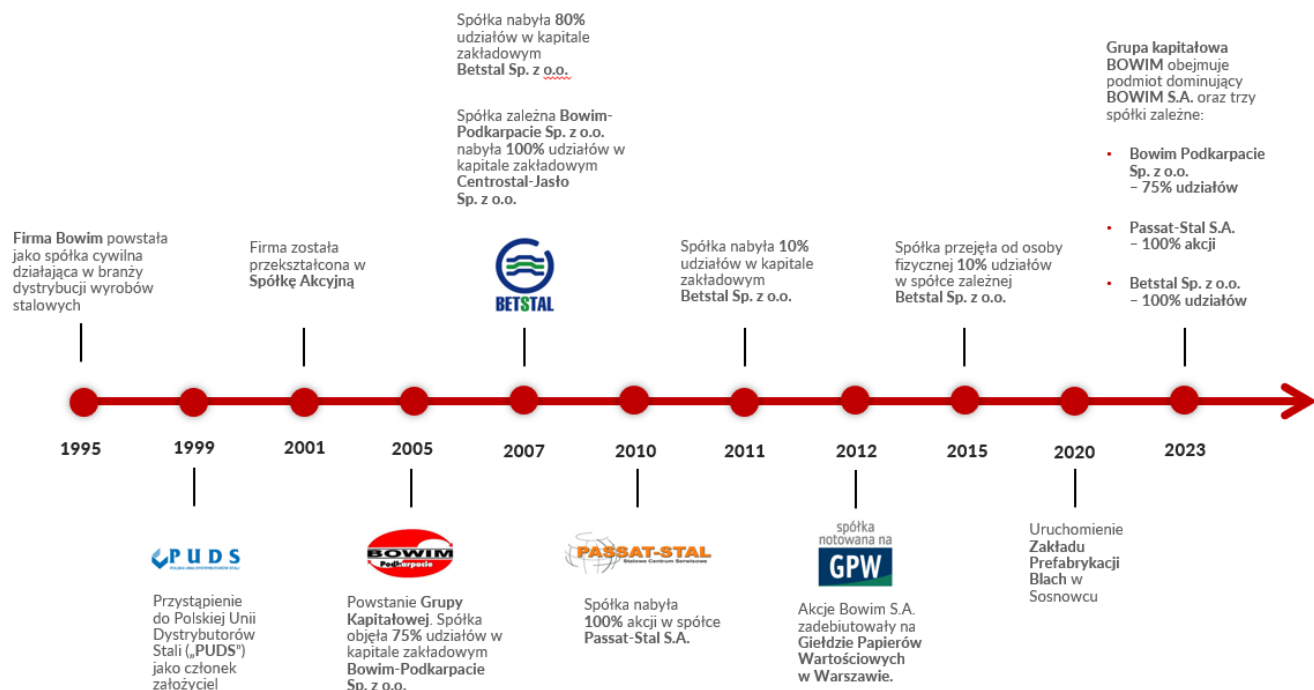 Spółka nabyła 80%
udziałów w kapitale
zakładowym
Betstal Sp. z o.o.
Spółka zależna Bowim-
Podkarpacie Sp. z o.o.
nabyła 100% udziałów w
kapitale zakładowym
Centrostal-Jasło
Sp. z o.o.
Grupa kapitałowa
BOWIM obejmuje
podmiot dominujący
BOWIM S.A. oraz trzy
spółki zależne:
• Bowim Podkarpacie
Sp. z o.o.
– 75% udziałów
• Passat-Stal S.A.
– 100% akcji
• Betstal Sp. z o.o.
– 100% udziałów
Firma Bowim powstała
jako spółka cywilna
działająca w branży
dystrybucji wyrobów
stalowych
Firma została
przekształcona w
Spółkę Akcyjną
BETSTAL
Spółka nabyła 10%
udziałów w kapitale
zakładowym
Betstal Sp. z o.o.
Spółka przejęła od osoby
fizycznej 10% udziałów
w spółce zależnej
Betstal Sp. z o.o.
1995 1999 2001 2005 2007 2010 2011 2012 2015 2020 2023
PUDS
POLSKA UNIA DYSTRYBUTORÓW STALI
Przystąpienie
do Polskiej Unii
Dystrybutorów
Stali („PUDS")
jako członek
założyciel
BOWIM
Podkarpacie
Powstanie Grupy
Kapitałowej. Spółka
objęła 75% udziałów w
kapitale zakładowym
Bowim-Podkarpacie
Sp. z o.o.
PASSAT-STAL
Stalowe Centrum Serwisowe
Spółka nabyła
100% akcji w spółce
Passat-Stal S.A.
spółka
notowana na
GPW
Akcje Bowim S.A.
zadebiutowały na
Giełdzie Papierów
Wartościowych
w Warszawie.
Uruchomienie
Zakładu
Prefabrykacji
Blach w
Sosnowcu